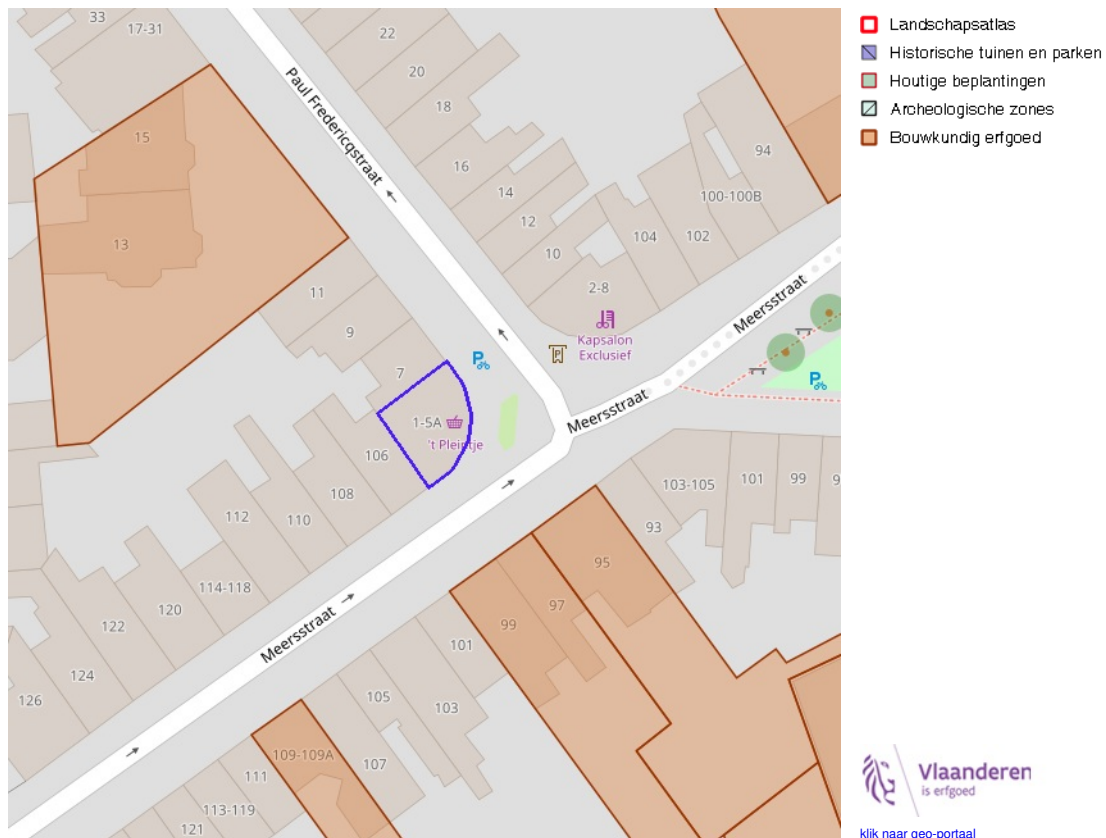 33
17-31
22
20
18
16
14
12
10
2-8
104
102
100-100B
94
Paul Fredericqstraat
15
13
11
9
7
1-5A
't Pleintje
P
Kapsalon
Exclusief
P
Meersstraat
P
Meersstraat
106
108
110
112
114-118
120
122
124
126
Meersstraat
103-105
101
99
9
93
95
97
99
101
103
105
107
109-109A
111
113-119
121
Landschapsatlas
Historische tuinen en parken
Houtige beplantingen
Archeologische zones
Bouwkundig erfgoed
Vlaanderen
is erfgoed
klik naar geo-portaal